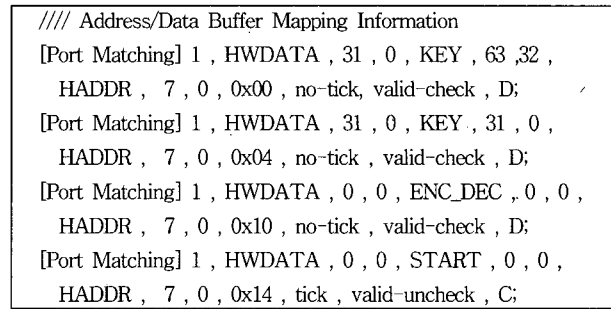 //// Address/Data Buffer Mapping Information
[Port Matching] 1 , HWDATA , 31 , 0 , KEY , 63 ,32 ,
HADDR , 7 , 0 , 0x00 , no-tick, valid-check , D;
[Port Matching] 1 , HWDATA , 31 , 0 , KEY , 31 , 0 ,
HADDR , 7 , 0 , 0x04 , no-tick , valid-check , D;
[Port Matching] 1 , HWDATA , 0 , 0 , ENC_DEC , 0 , 0 ,
HADDR , 7 , 0 , 0x10 , no-tick , valid-check , D;
[Port Matching] 1 , HWDATA , 0 , 0 , START , 0 , 0 ,
HADDR , 7 , 0 , 0x14 , tick , valid-uncheck , C;